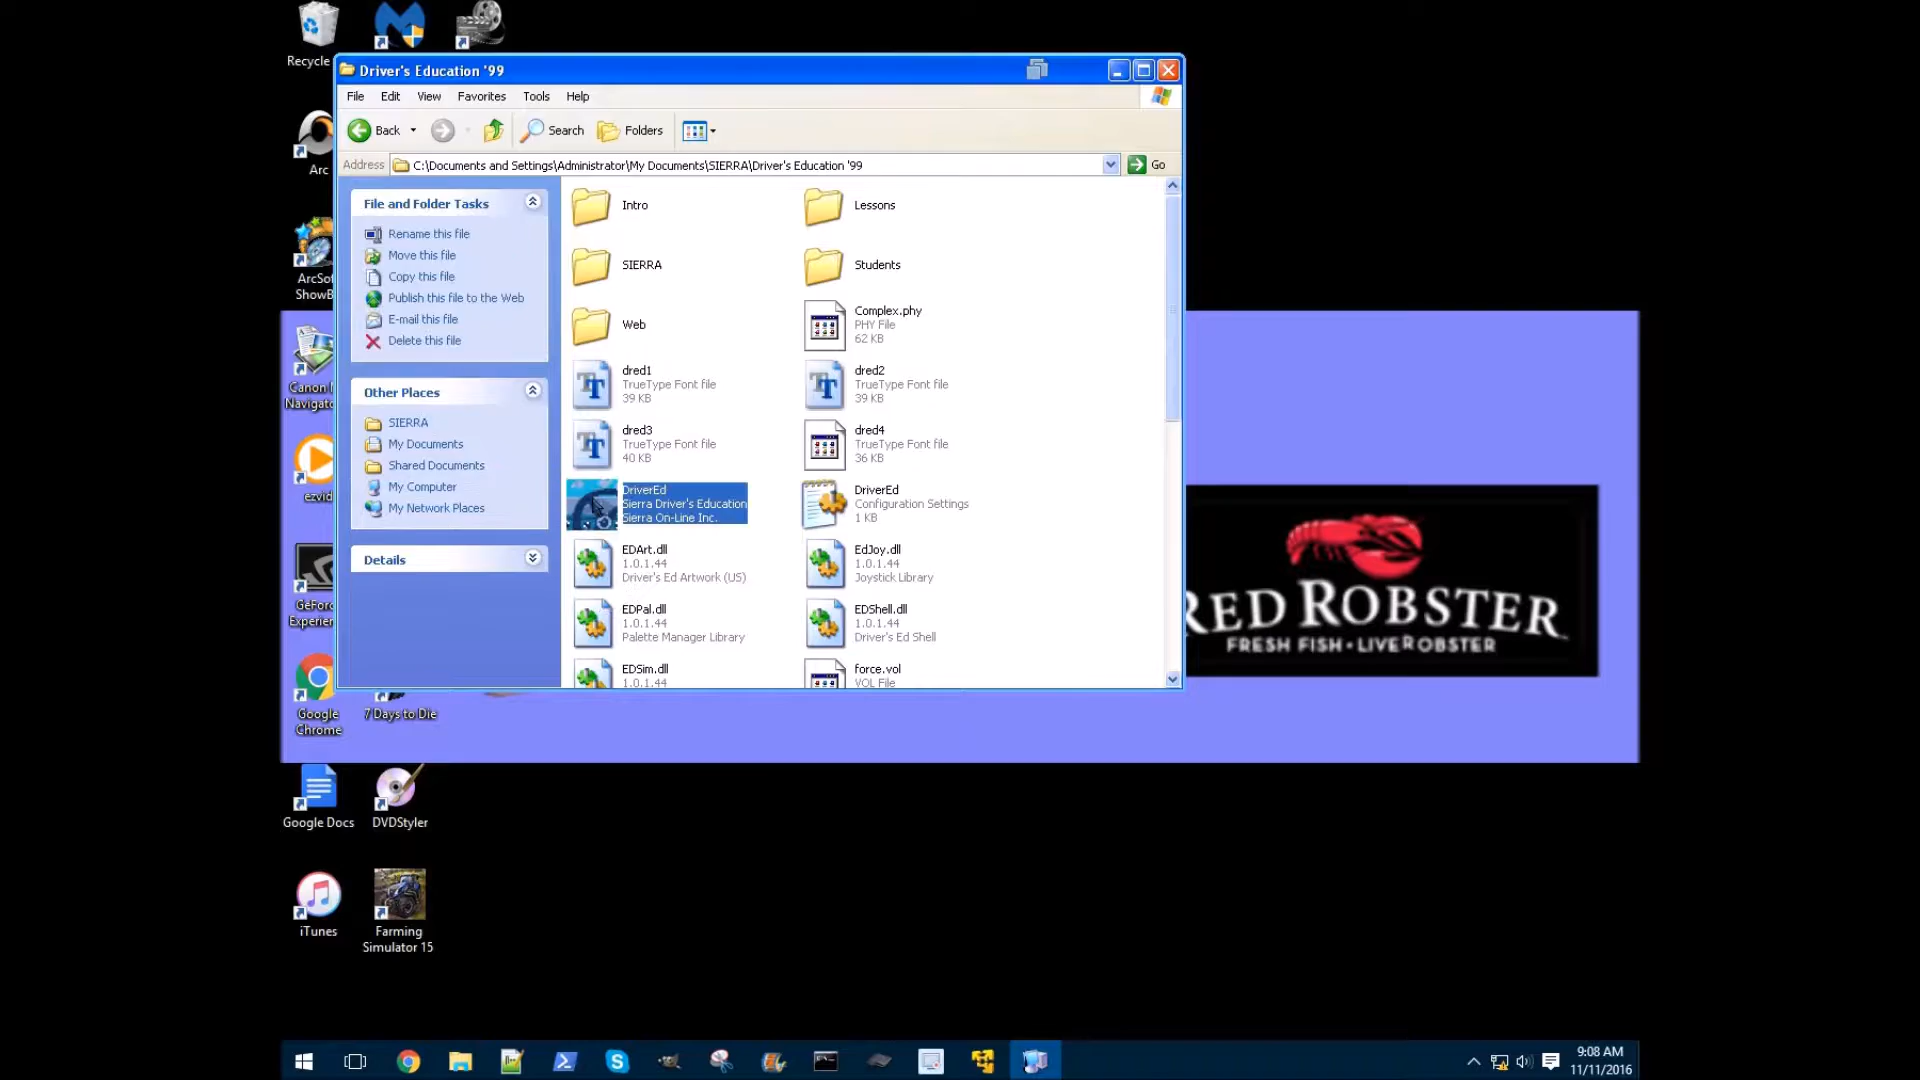 Recycle
Driver's Education '99
File Edit View Favorites Tools Help
Back Search Folders
Address C:\Documents and Settings\Administrator\My Documents\SIERRA\Driver's Education '99 Go
File and Folder Tasks
Rename this file
Move this file
Copy this file
Publish this file to the Web
E-mail this file
Delete this file
Other Places
SIERRA
My Documents
Shared Documents
My Computer
My Network Places
Details
Intro
Lessons
SIERRA
Students
Web
Complex.phy
PHY File
62 KB
dred1
TrueType Font file
39 KB
dred2
TrueType Font file
39 KB
dred3
TrueType Font file
40 KB
dred4
TrueType Font file
36 KB
DriverEd
Sierra Driver's Education
Sierra On-Line Inc.
DriverEd
Configuration Settings
1 KB
EDArt.dll
1.0.1.44
Driver's Ed Artwork (US)
EdJoy.dll
1.0.1.44
Joystick Library
EDPal.dll
1.0.1.44
Palette Manager Library
EDShell.dll
1.0.1.44
Driver's Ed Shell
EDSim.dll
1.0.1.44
force.vol
VOL File
Arc
ArcSof
ShowB
Canon
Navigato
ezvid
GeForc
Experien
Google
Chrome
7 Days to Die
Google Docs
DVDStyler
iTunes
Farming
Simulator 15
RED ROBSTER
FRESH FISH • LIVE ROBSTER
9:08 AM
11/11/2016